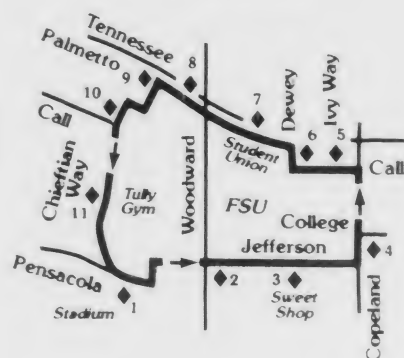 Tennessee
Palmetto
8
9
Dewey
Ivy Way
10
7
Call
6
5
Student
Union
Call
Chieftian
Way
11
Tully
Gym
Woodward
FSU
College
Jefferson
4
Pensacola
Stadium
1
2
3
Sweet
Shop
Copeland